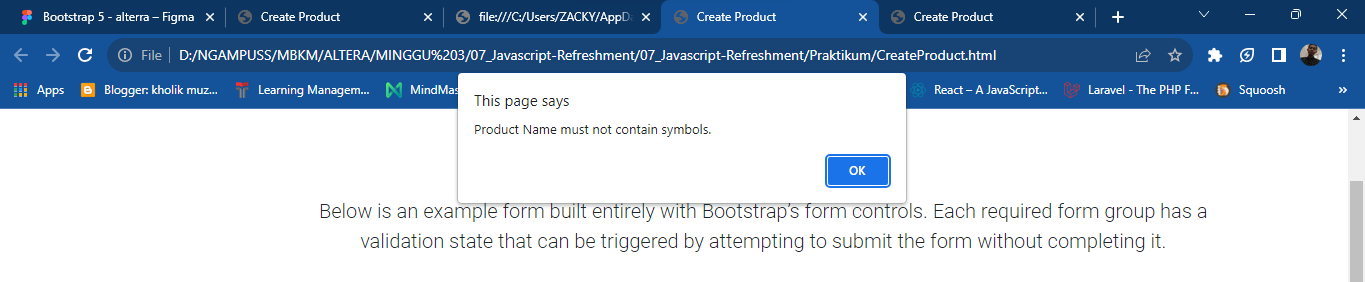 Bootstrap 5 - alterra – Figma
Create Product
file:///C:/Users/ZACKY/AppDa
Create Product
Create Product
File
D:/NGAMPUSS/MBKM/ALTERA/MINGGU%203/07_Javascript-Refreshment/07_Javascript-Refreshment/Praktikum/CreateProduct.html
Apps
Blogger: kholik muz...
Learning Managem...
MindMas
React – A JavaScript...
Laravel - The PHP F...
Squoosh
This page says
Product Name must not contain symbols.
OK
Below is an example form built entirely with Bootstrap's form controls. Each required form group has a
validation state that can be triggered by attempting to submit the form without completing it.